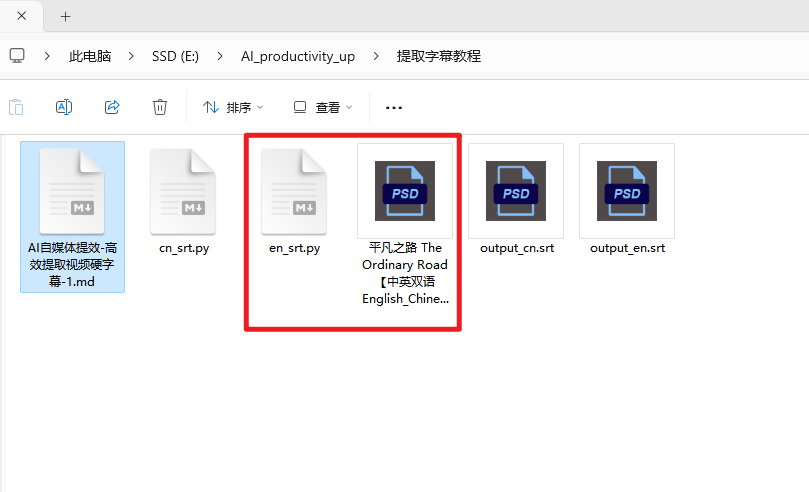 此电脑 > SSD (E:) > AI_productivity_up > 提取字幕教程
排序 查看
AI自媒体提效-高
效提取视频硬字
幕-1.md
cn_srt.py
en_srt.py
PSD
平凡之路 The
Ordinary Road
【中英双语
English_Chine...
PSD
output_cn.srt
PSD
output_en.srt